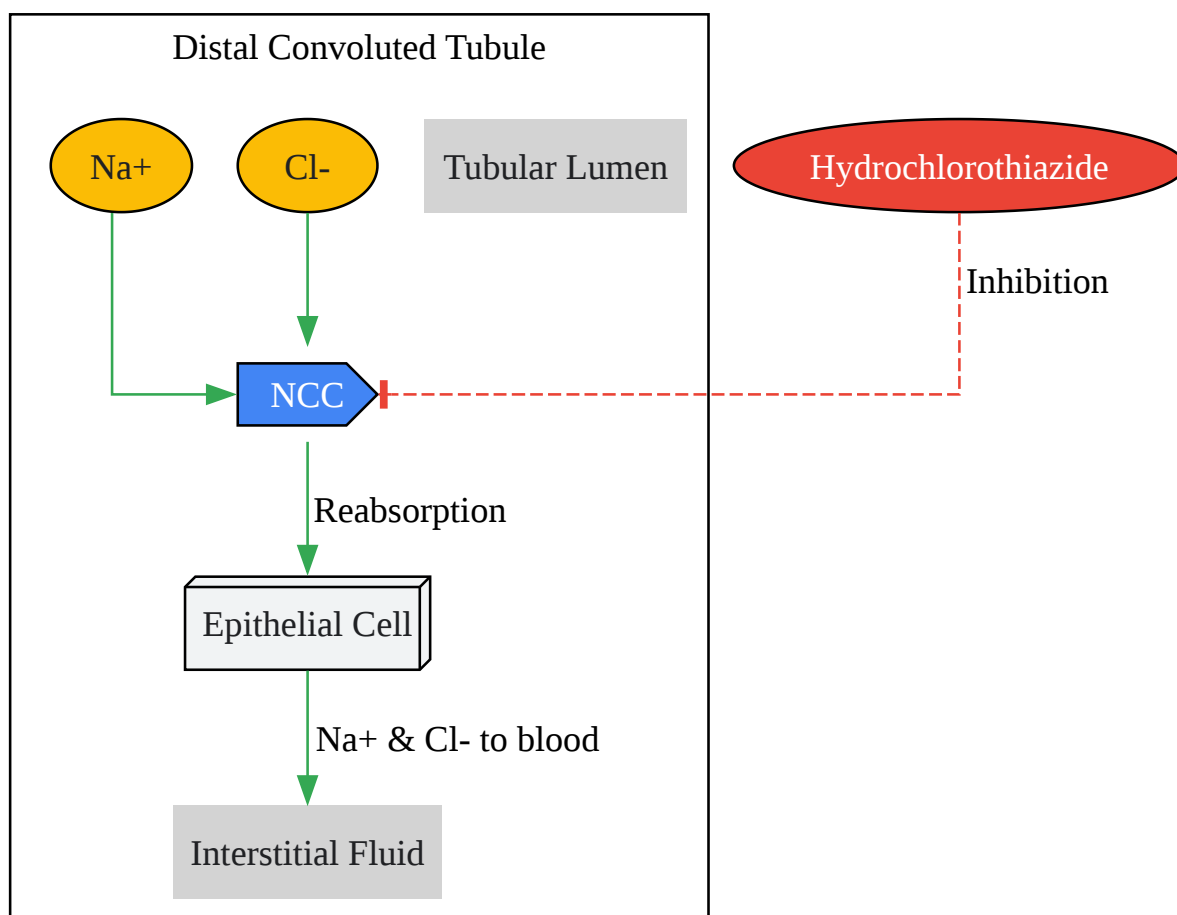 Distal Convoluted Tubule
Na+
Cl-
Tubular Lumen
Hydrochlorothiazide
Inhibition
NCC
Reabsorption
Epithelial Cell
Na+ & Cl- to blood
Interstitial Fluid